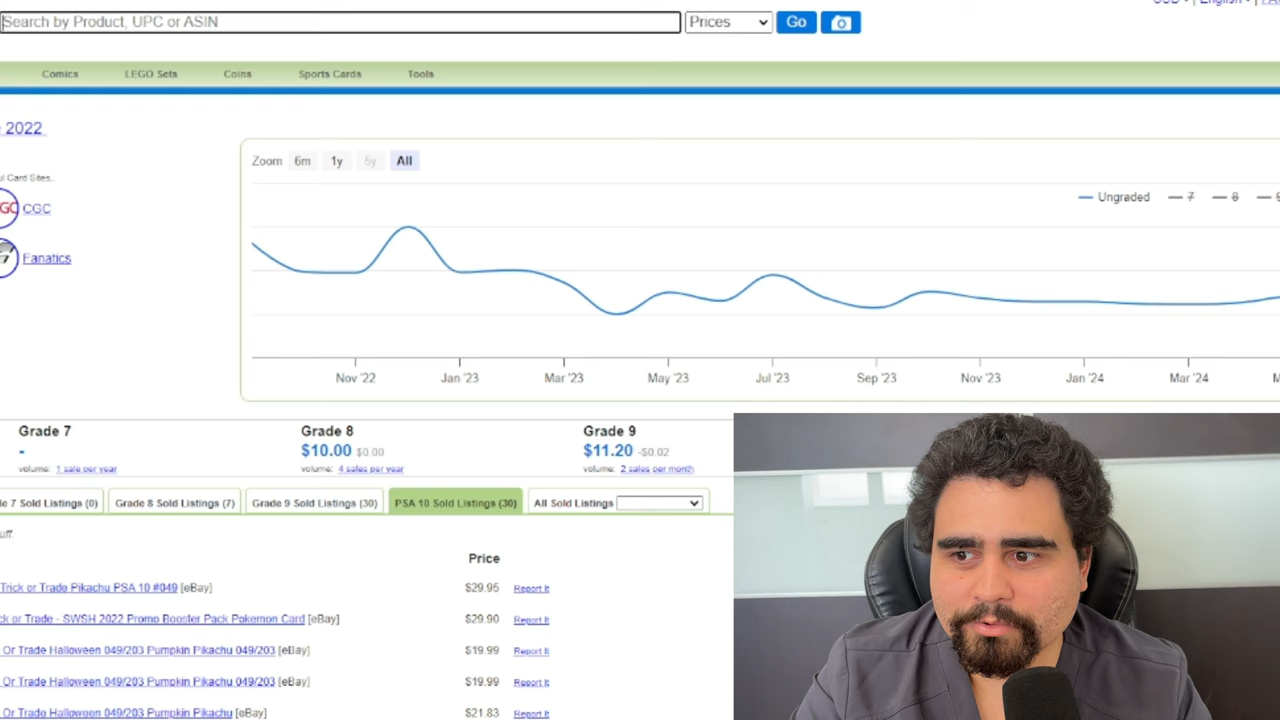 Search by Product, UPC or ASIN Prices Go
Comics LEGO Sets Coins Sports Cards Tools
2022
Card Sites..
CGC
Fanatics
Zoom 6m 1y 5y All
Ungraded 7 8
Nov '22 Jan '23 Mar '23 May '23 Jul '23 Sep '23 Nov '23 Jan '24 Mar '24
Grade 7 Grade 8 Grade 9
- $10.00 $0.00 $11.20 -$0.02
volume: 1 sale per year volume: 4 sales per year volume: 2 sales per month
7 Sold Listings (0) Grade 8 Sold Listings (7) Grade 9 Sold Listings (30) PSA 10 Sold Listings (30) All Sold Listings
Price
Trick or Trade Pikachu PSA 10 #049 [eBay] $29.95 Report It
or Trade - SWSH 2022 Promo Booster Pack Pokemon Card [eBay] $29.90 Report It
Or Trade Halloween 049/203 Pumpkin Pikachu 049/203 [eBay] $19.99 Report It
Or Trade Halloween 049/203 Pumpkin Pikachu 049/203 [eBay] $19.99 Report It
Or Trade Halloween 049/203 Pumpkin Pikachu [eBay] $21.83 Report It